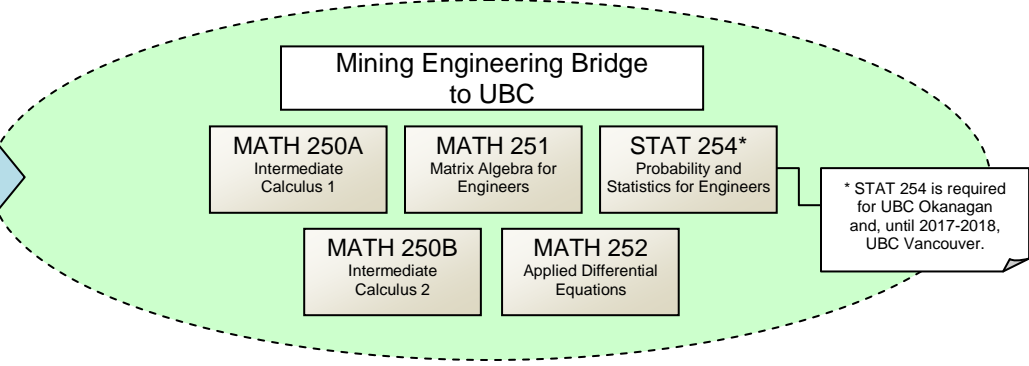 Mining Engineering Bridge
to UBC
MATH 250A
Intermediate
Calculus 1
MATH 251
Matrix Algebra for
Engineers
STAT 254*
Probability and
Statistics for Engineers
* STAT 254 is required
for UBC Okanagan
and, until 2017-2018,
UBC Vancouver.
MATH 250B
Intermediate
Calculus 2
MATH 252
Applied Differential
Equations